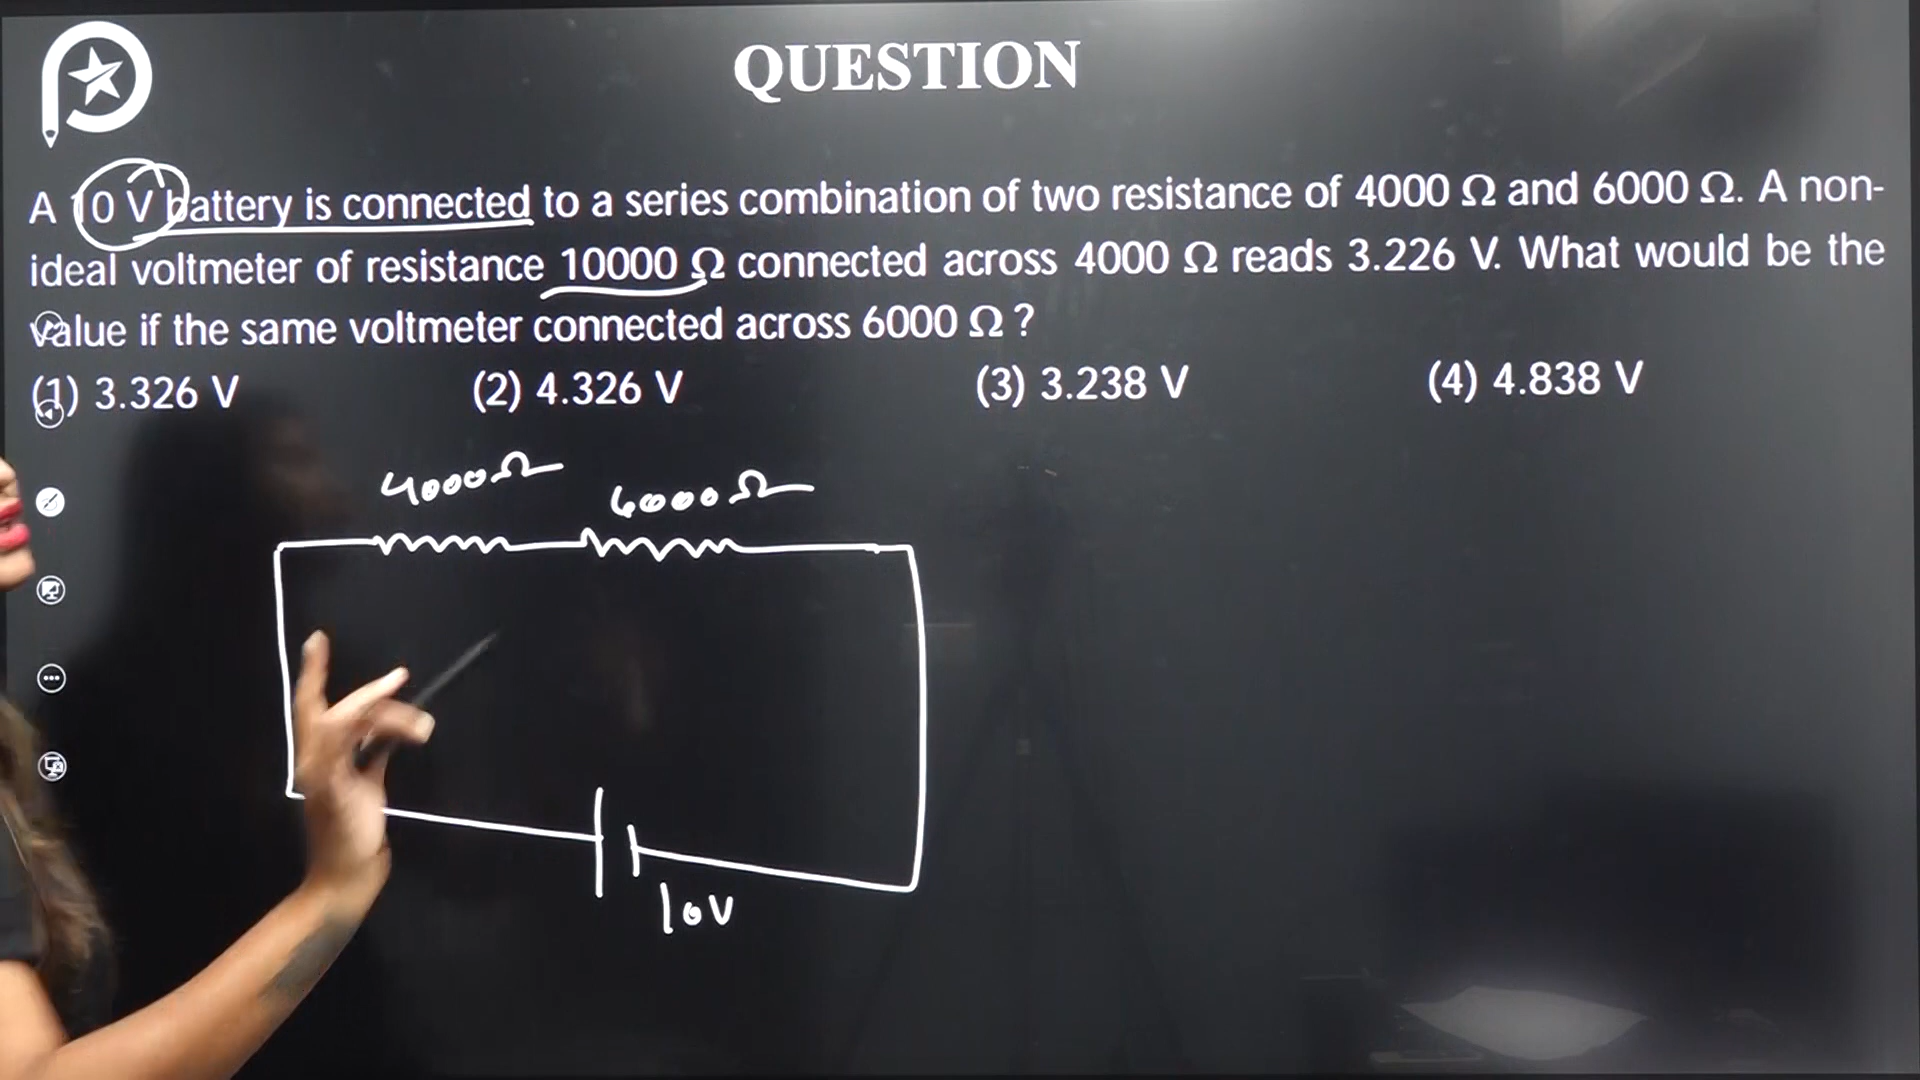 QUESTION
A 10 V battery is connected to a series combination of two resistance of 4000 Ω and 6000 Ω. A non-
ideal voltmeter of resistance 10000 Ω connected across 4000 Ω reads 3.226 V. What would be the
value if the same voltmeter connected across 6000 Ω ?
(1) 3.326 V (2) 4.326 V (3) 3.238 V (4) 4.838 V
4000Ω 6000Ω
10V